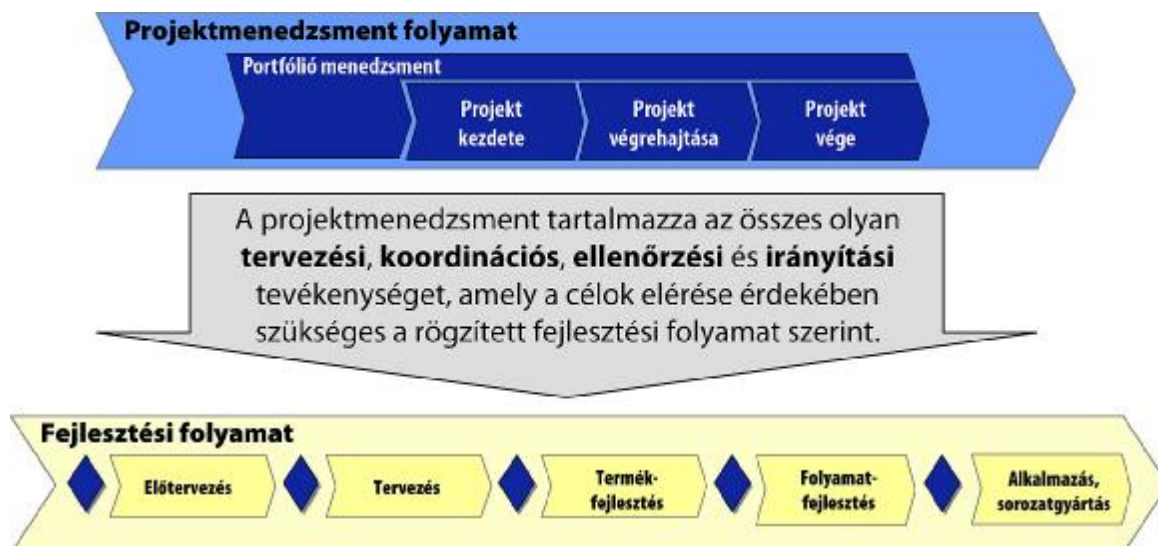 Projektmenedzsment folyamat
Portfólió menedzsment
Projekt
kezdete
Projekt
végrehajtása
Projekt
vége
A projektmenedzsment tartalmazza az összes olyan
tervezési, koordinációs, ellenőrzési és irányítási
tevékenységet, amely a célok elérése érdekében
szükséges a rögzített fejlesztési folyamat szerint.
Fejlesztési folyamat
Előtervezés
Tervezés
Termék-
fejlesztés
Folyamat-
fejlesztés
Alkalmazás,
sorozatgyártás